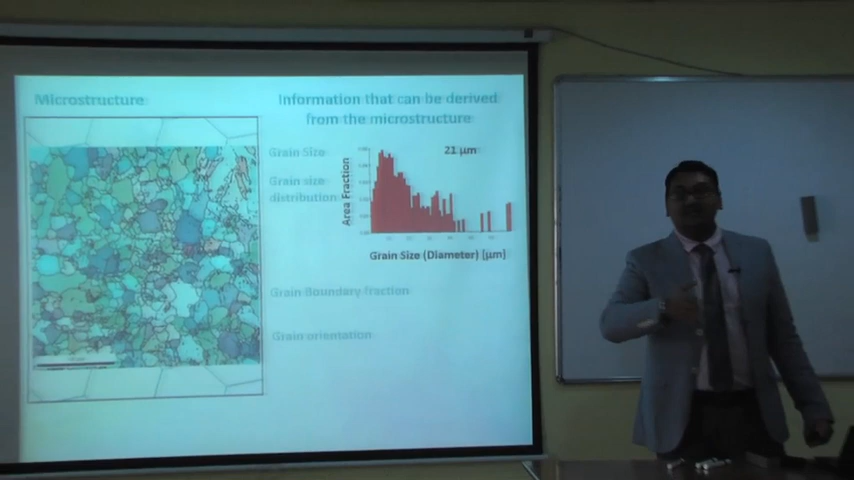 Microstructure
Information that can be derived
from the microstructure
Grain Size
Grain size
distribution
Area Fraction
21 µm
Grain Size (Diameter) [µm]
Grain Boundary fraction
Grain orientation